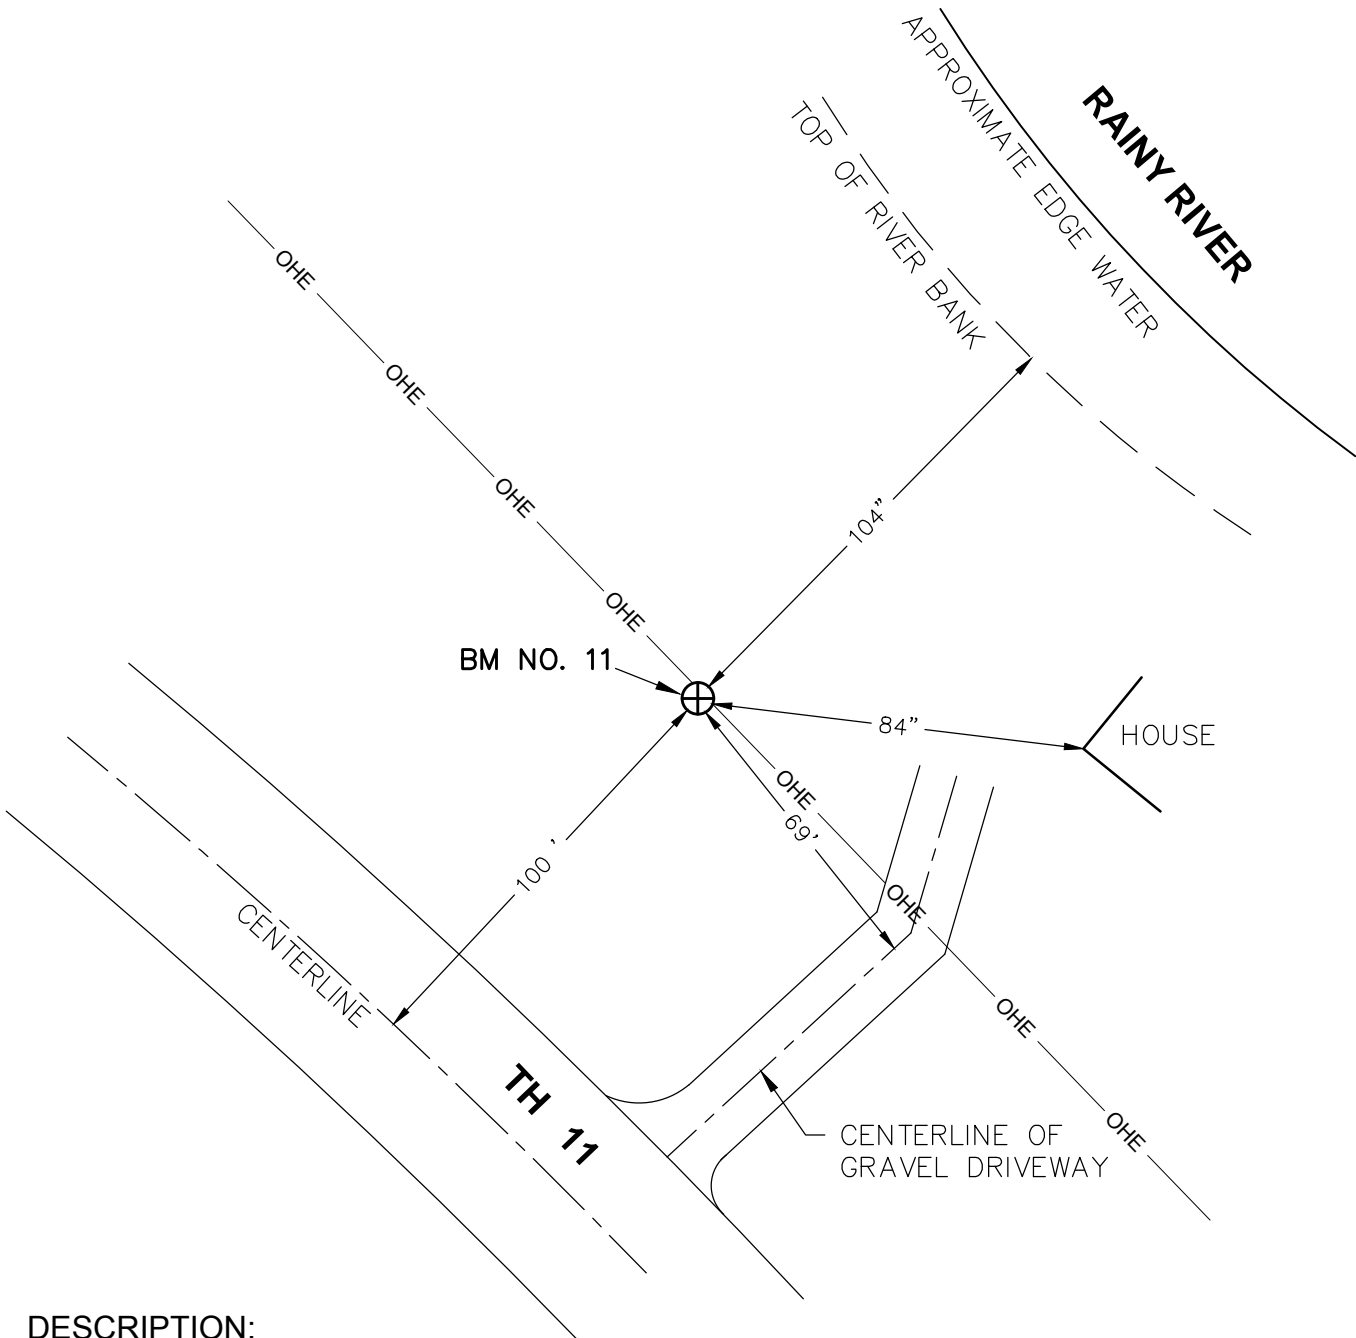 APPROXIMATE EDGE WATER
RAINY RIVER
TOP OF RIVER BANK
OHE
OHE
OHE
OHE
104"
BM NO. 11
84"
HOUSE
OHE
69'
100 '
OHE
CENTERLINE
OHE
TH 11
OHE
CENTERLINE OF
GRAVEL DRIVEWAY
DESCRIPTION: